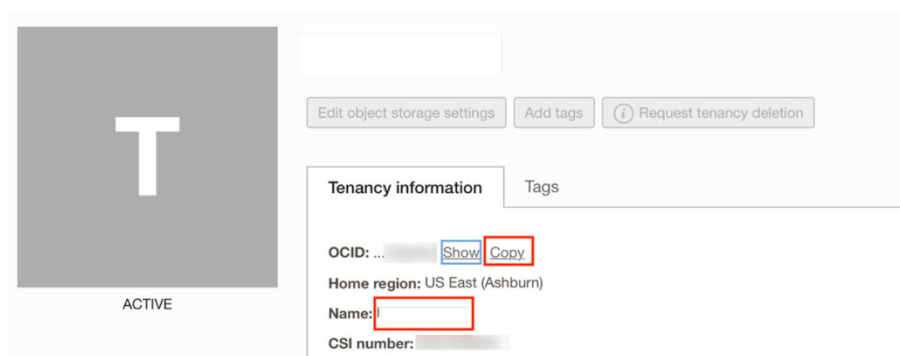 T
ACTIVE
Edit object storage settings Add tags i Request tenancy deletion
Tenancy information Tags
OCID: ... Show Copy
Home region: US East (Ashburn)
Name:
CSI number: